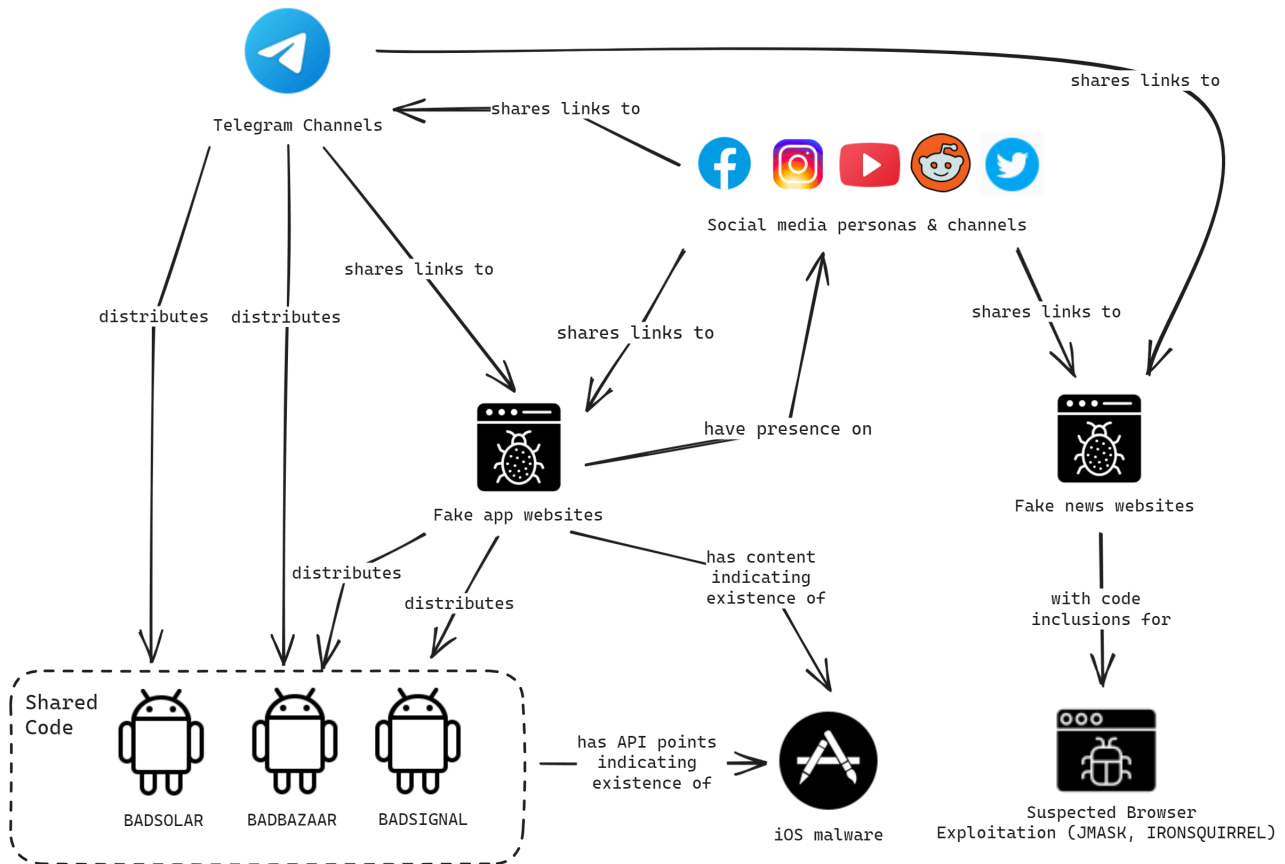 shares links to
shares links to
Telegram Channels
Social media personas & channels
shares links to
distributes
distributes
shares links to
shares links to
have presence on
Fake app websites
Fake news websites
distributes
distributes
has content
indicating
existence of
with code
inclusions for
Shared
Code
has API points
indicating
existence of
BADSOLAR
BADBAZAAR
BADSIGNAL
iOS malware
Suspected Browser
Exploitation (JMASK, IRONSQUIRREL)